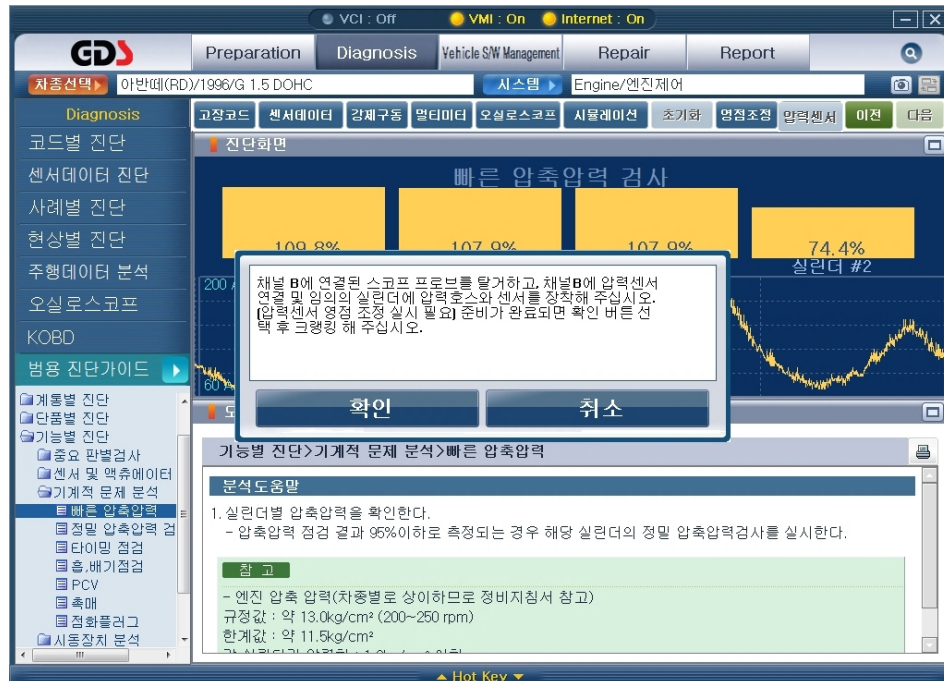 VCI : Off VMI : On Internet : On
GDS Preparation Diagnosis Vehicle S/W Management Repair Report
차종선택 아반떼(RD)/1996/G 1.5 DOHC 시스템 Engine/엔진제어
Diagnosis 고장코드 센서데이터 강제구동 멀티미터 오실로스코프 시뮬레이션 초기화 영점조정 압력센서 이전 다음
코드별 진단
진단화면
센서데이터 진단
빠른 압축압력 검사
사례별 진단
현상별 진단
109.8% 107.9% 107.9% 74.4%
실린더 #2
주행데이터 분석
200 A
오실로스코프
KOBD
범용 진단가이드
60
채널 B에 연결된 스코프 프로브를 탈거하고, 채널B에 압력센서
연결 및 임의의 실린더에 압력호스와 센서를 장착해 주십시오.
(압력센서 영점 조정 실시 필요) 준비가 완료되면 확인 버튼 선
택 후 크랭킹 해 주십시오.
확인 취소
계통별 진단
단품별 진단
기능별 진단
중요 판별검사
센서 및 액츄에이터
기계적 문제 분석
빠른 압축압력
정밀 압축압력 검
타이밍 점검
흡,배기점검
PCV
촉매
점화플러그
시동장치 분석
기능별 진단>기계적 문제 분석>빠른 압축압력
분석도움말
1. 실린더별 압축압력을 확인한다.
- 압축압력 점검 결과 95%이하로 측정되는 경우 해당 실린더의 정밀 압축압력검사를 실시한다.
참 고
- 엔진 압축 압력(차종별로 상이하므로 정비지침서 참고)
규정값 : 약 13.0kg/cm² (200~250 rpm)
한계값 : 약 11.5kg/cm²
Hot Key